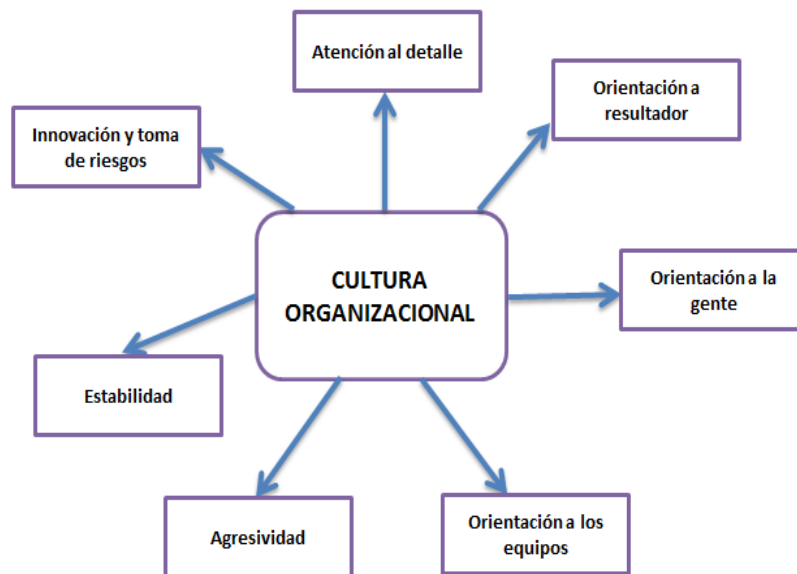 Atención al detalle
Orientación a
resultador
Innovación y toma
de riesgos
CULTURA
ORGANIZACIONAL
Orientación a la
gente
Estabilidad
Agresividad
Orientación a los
equipos